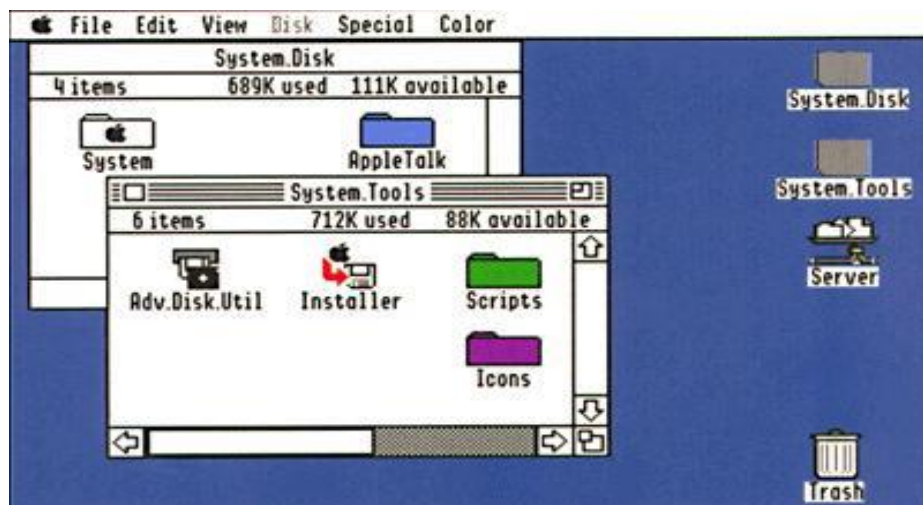 File Edit View Disk Special Color
System.Disk
4 items 689K used 111K available
System
AppleTalk
System.Tools
6 items 712K used 88K available
Adv.Disk.Util
Installer
Scripts
Icons
System.Disk
System.Tools
Server
Trash